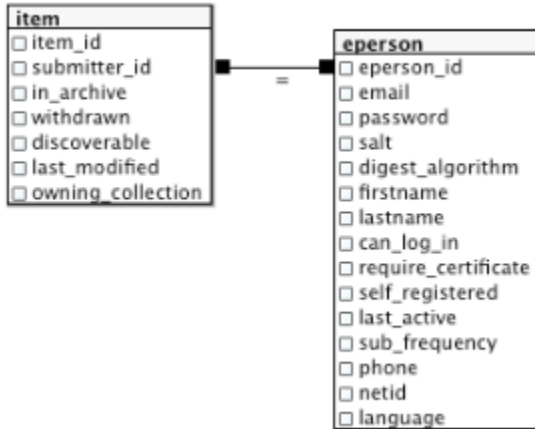 item
item_id
submitter_id
in_archive
withdrawn
discoverable
last_modified
owning_collection
=
eperson
eperson_id
email
password
salt
digest_algorithm
firstname
lastname
can_log_in
require_certificate
self_registered
last_active
sub_frequency
phone
netid
language